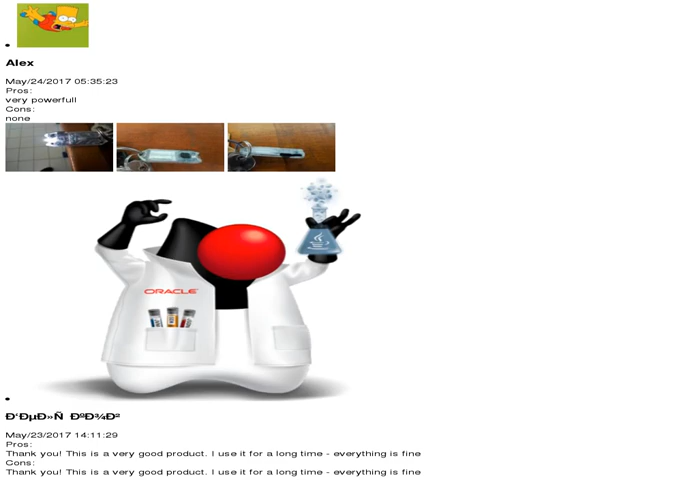 Alex
May/24/2017 05:35:23
Pros:
very powerfull
Cons:
none
ORACLE
Ð‘ÐµÐ»Ñ ÐºÐ¾Ð²
May/23/2017 14:11:29
Pros:
Thank you! This is a very good product. I use it for a long time - everything is fine
Cons:
Thank you! This is a very good product. I use it for a long time - everything is fine